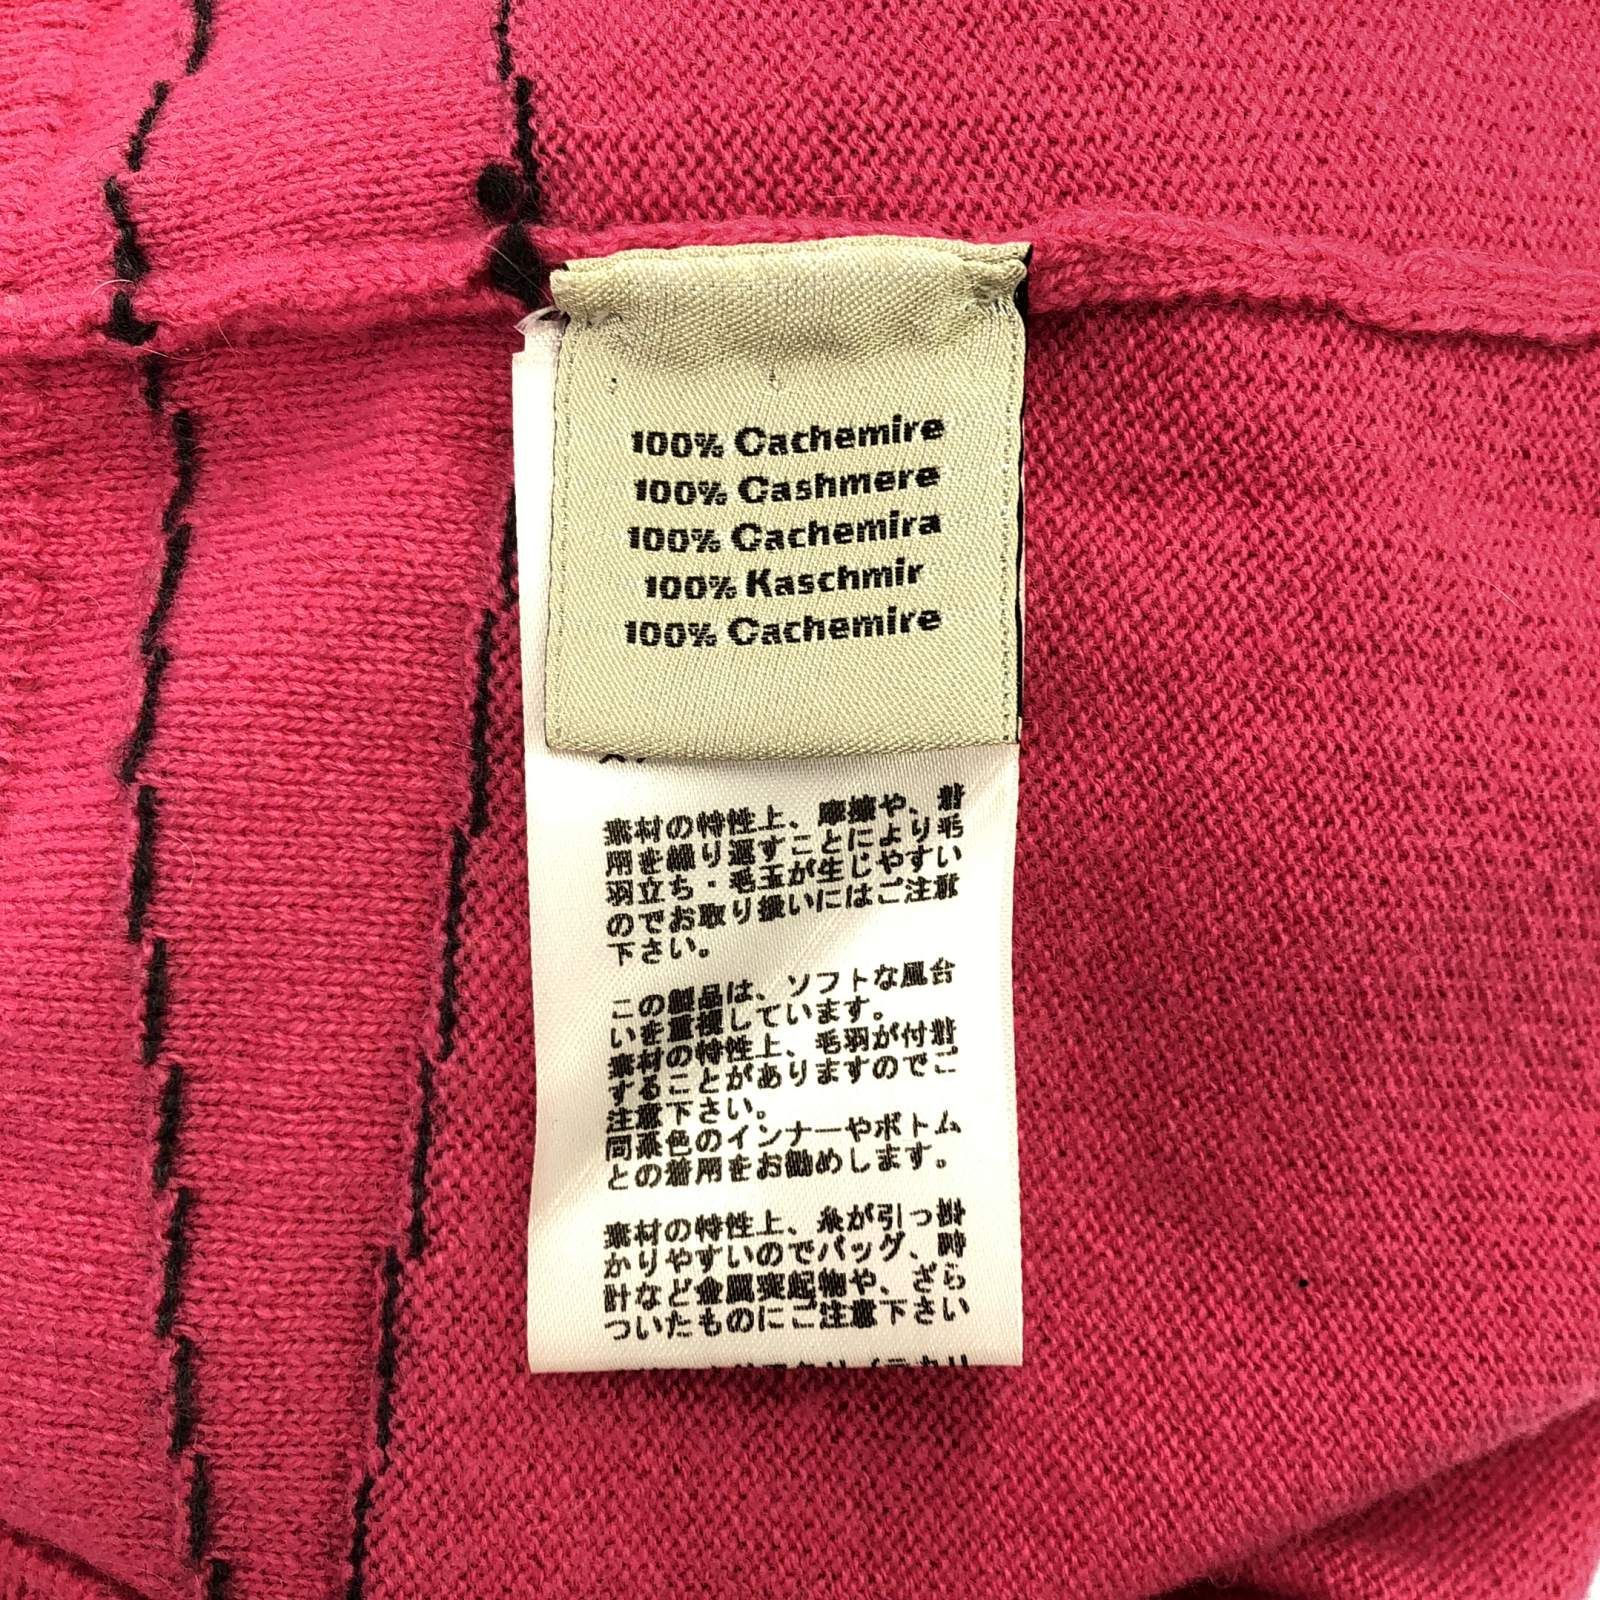 100% Cachemire
100% Cashmere
100% Cachemira
100% Kaschmir
100% Cachemire
素材の特性上、摩擦や、着
用を繰り返すことにより毛
羽立ち・毛玉が生じやすい
のでお取り扱いにはご注意
下さい。
この製品は、ソフトな風合
いを重視しています。
素材の特性上、毛羽が付着
することがありますのでご
注意下さい。
同系色のインナーやボトム
との着用をお勧めします。
素材の特性上、糸が引っ掛
かりやすいのでバッグ、時
計など金属突起物や、ざら
ついたものにご注意下さい